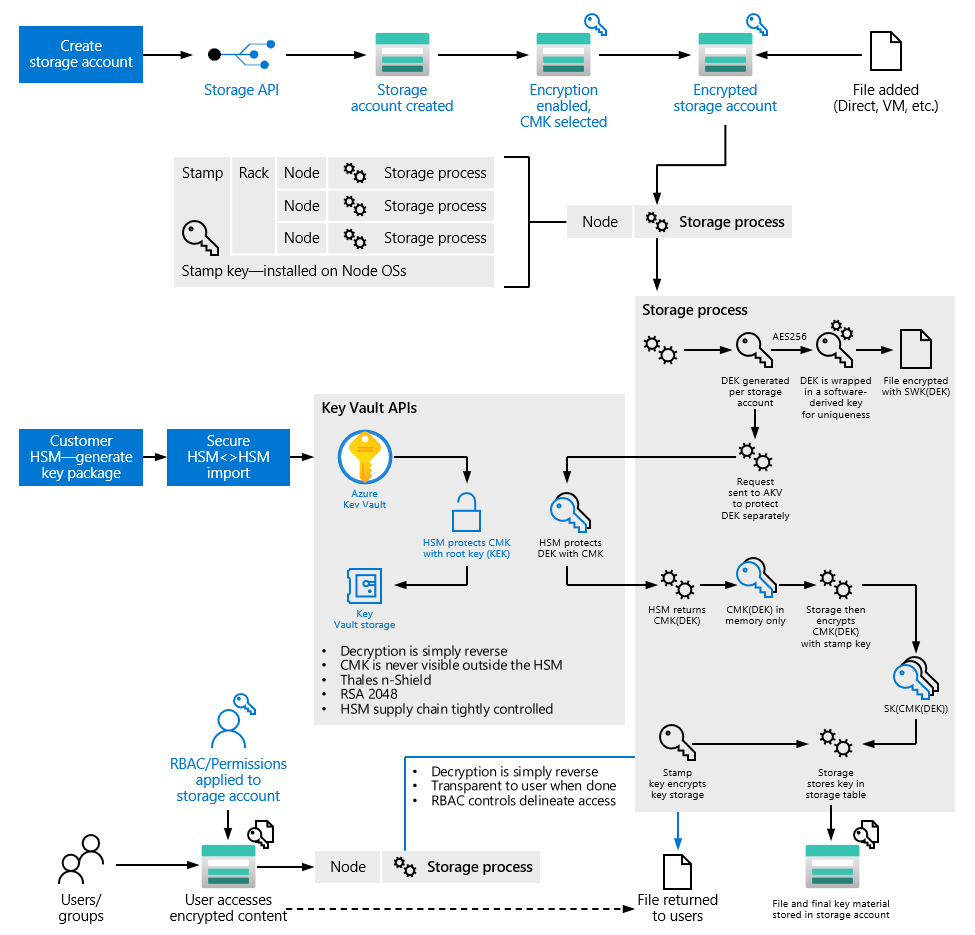 Create
storage account
Storage API
Storage
account created
Encryption
enabled,
CMK selected
Encrypted
storage account
File added
(Direct, VM, etc.)
Stamp
Rack
Node
Storage process
Node
Storage process
Node
Storage process
Stamp key—installed on Node OSs
Node
Storage process
Storage process
AES256
DEK generated
per storage
account
DEK is wrapped
in a software-
derived key
for uniqueness
File encrypted
with SWK(DEK)
Request
sent to AKV
to protect
DEK separately
Customer
HSM—generate
key package
Secure
HSM<>HSM
import
Key Vault APIs
Azure
Key Vault
HSM protects CMK
with root key (KEK)
HSM protects
DEK with CMK
Key
Vault storage
• Decryption is simply reverse
• CMK is never visible outside the HSM
• Thales n-Shield
• RSA 2048
• HSM supply chain tightly controlled
HSM returns
CMK(DEK)
CMK(DEK) in
memory only
Storage then
encrypts
CMK(DEK)
with stamp key
SK(CMK(DEK))
Stamp
key encrypts
key storage
Storage
stores key in
storage table
RBAC/Permissions
applied to
storage account
• Decryption is simply reverse
• Transparent to user when done
• RBAC controls delineate access
Users/
groups
User accesses
encrypted content
Node
Storage process
File returned
to users
File and final key material
stored in storage account